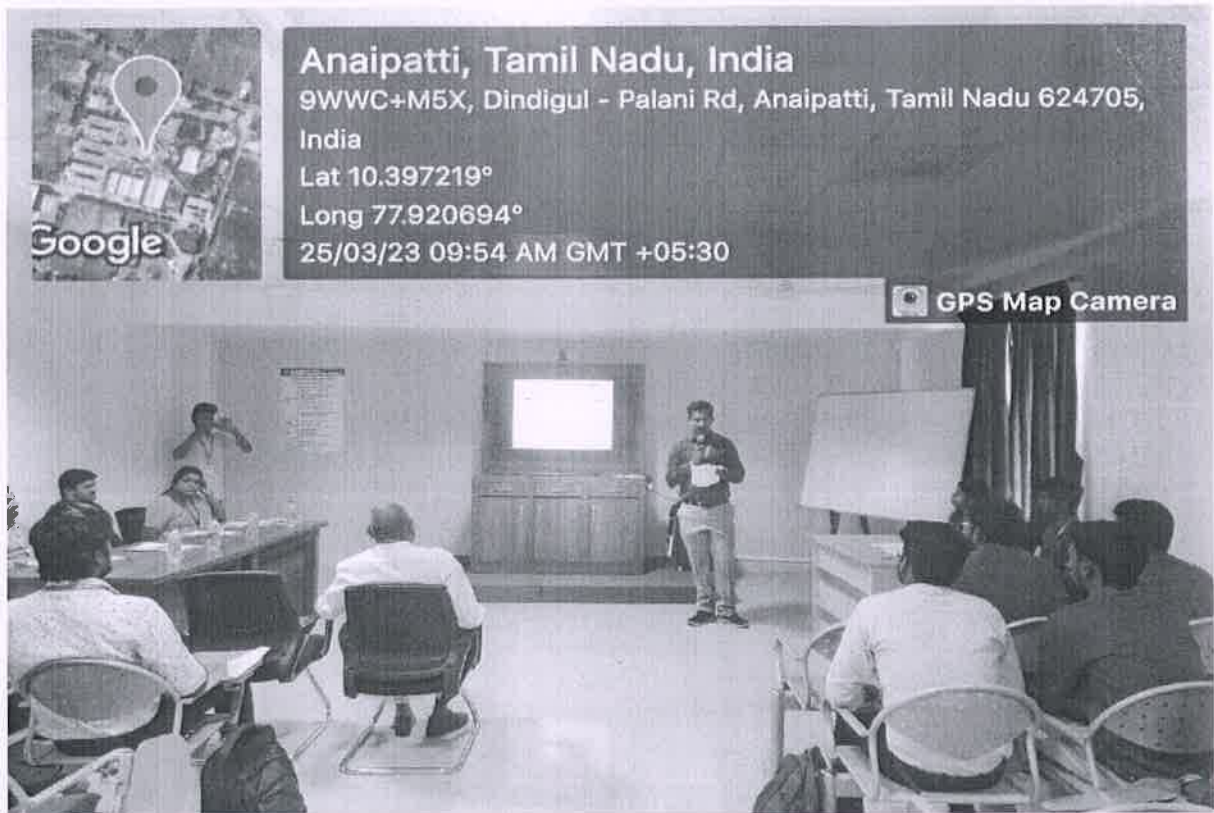 Anaipatti, Tamil Nadu, India
9WWC+M5X, Dindigul - Palani Rd, Anaipatti, Tamil Nadu 624705,
India
Lat 10.397219°
Long 77.920694°
25/03/23 09:54 AM GMT +05:30
Google
GPS Map Camera